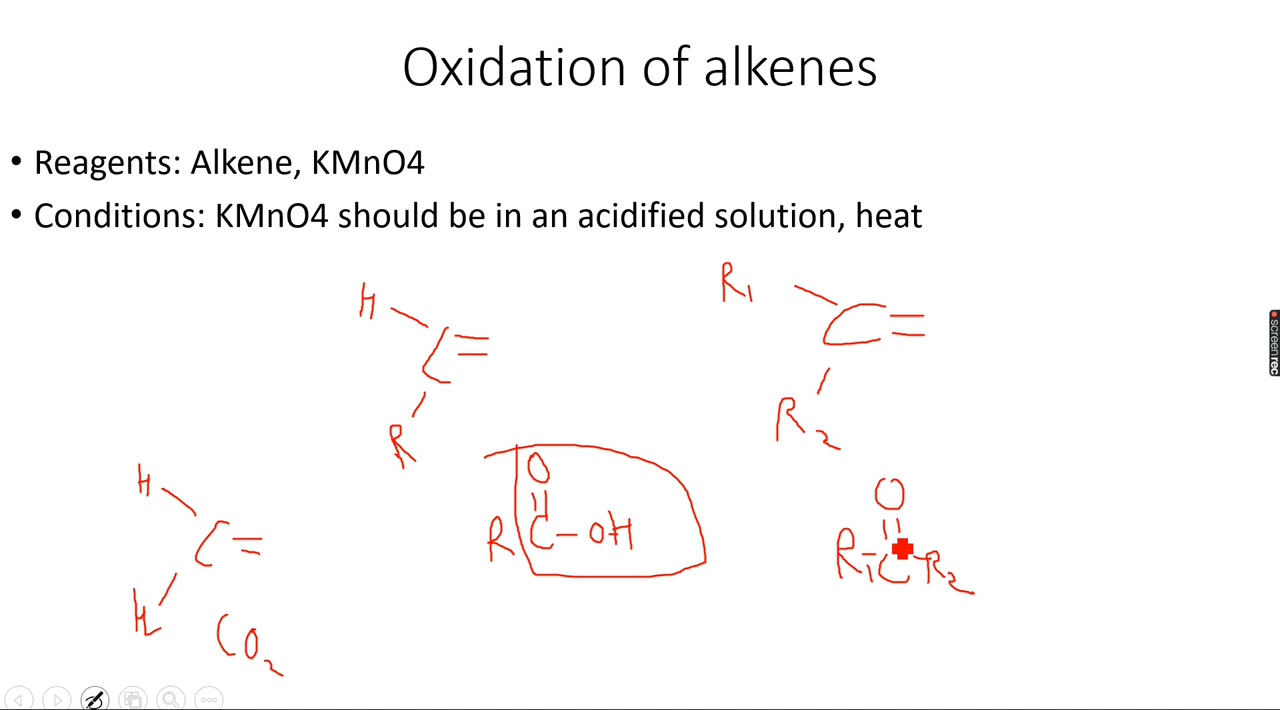 Oxidation of alkenes
• Reagents: Alkene, KMnO4
• Conditions: KMnO4 should be in an acidified solution, heat
H
C=
R
R1
C=
R2
H
C=
H
CO2
O
R C-OH
O
R1-C-R2
screenrec